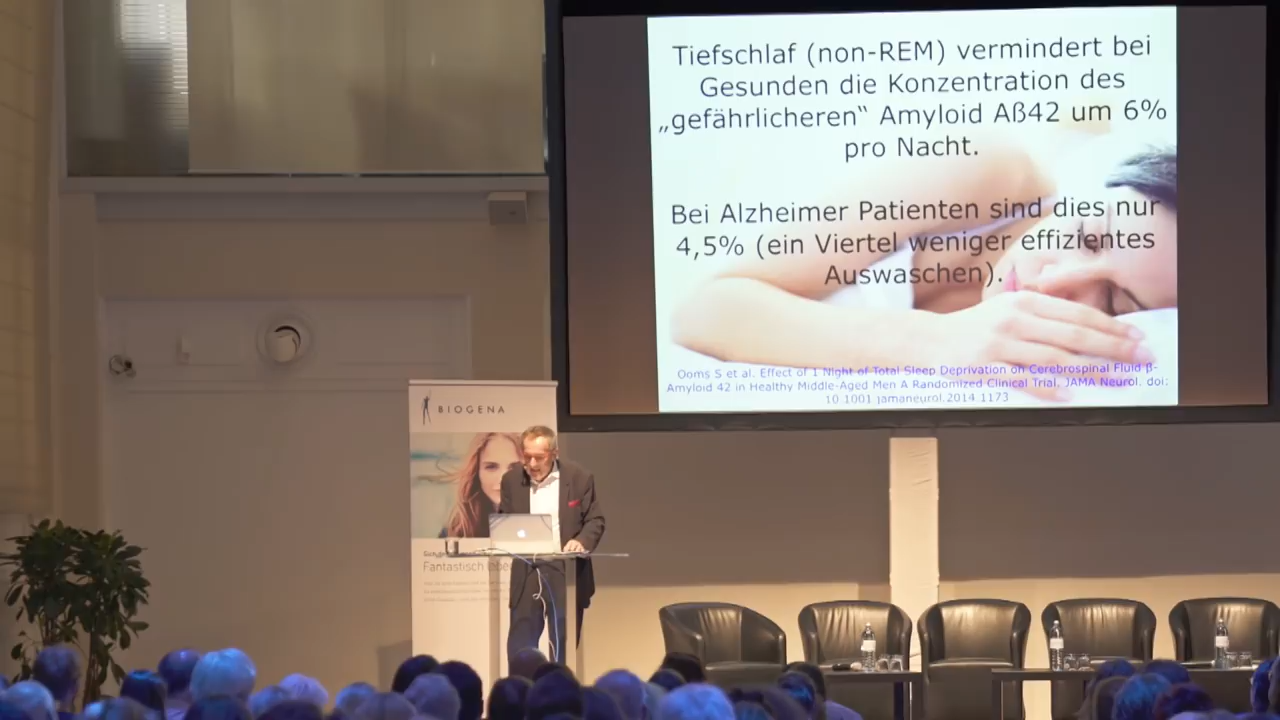 Tiefschlaf (non-REM) vermindert bei
Gesunden die Konzentration des
„gefährlicheren“ Amyloid Aß42 um 6%
pro Nacht.
Bei Alzheimer Patienten sind dies nur
4,5% (ein Viertel weniger effizientes
Auswaschen).
Ooms S et al. Effect of 1 Night of Total Sleep Deprivation on Cerebrospinal Fluid β-
Amyloid 42 in Healthy Middle-Aged Men A Randomized Clinical Trial. JAMA Neurol. doi:
10.1001 jamaneurol.2014.1173
BIOGENA
Fantastisch